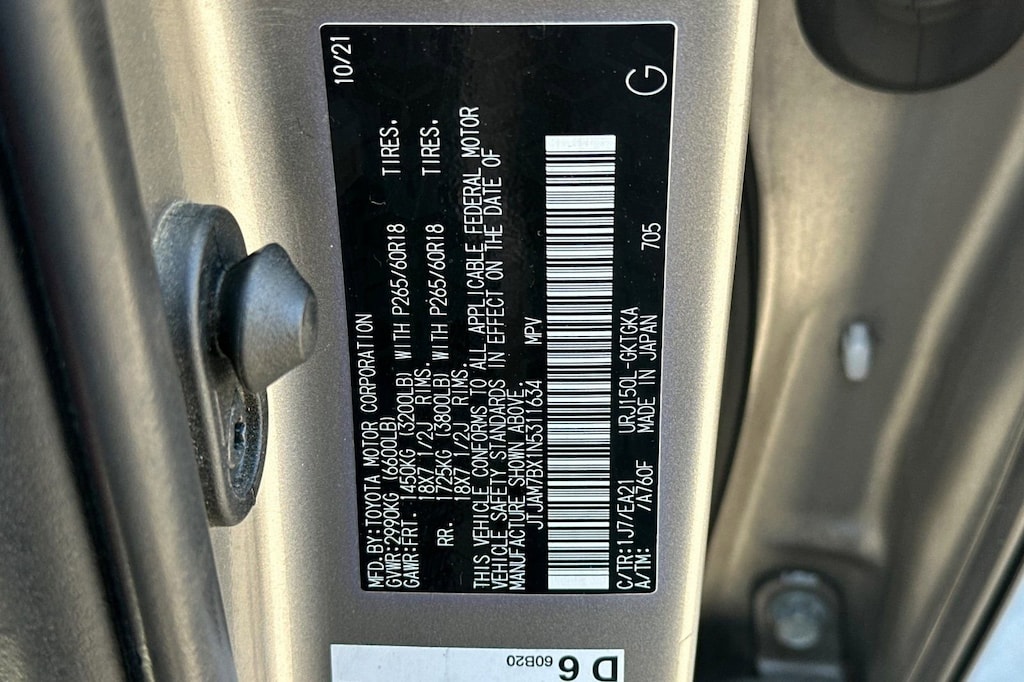 10/21
MFD.BY:TOYOTA MOTOR CORPORATION
GVWR:2990KG (6600LB)
GAWR:FRT. 1450KG (3200LB) WITH P265/60R18 TIRES.
18X7 1/2J RIMS.
RR. 1725KG (3800LB) WITH P265/60R18 TIRES.
18X7 1/2J RIMS.
THIS VEHICLE CONFORMS TO ALL APPLICABLE FEDERAL MOTOR
VEHICLE SAFETY STANDARDS IN EFFECT ON THE DATE OF
MANUFACTURE SHOWN ABOVE.
JTJAM7BX1N5311634 MPV
C/TR:1J7/EA21 URJ150L-GKTGKA
A/TM: /A760F MADE IN JAPAN 705
G
D 6
60B20